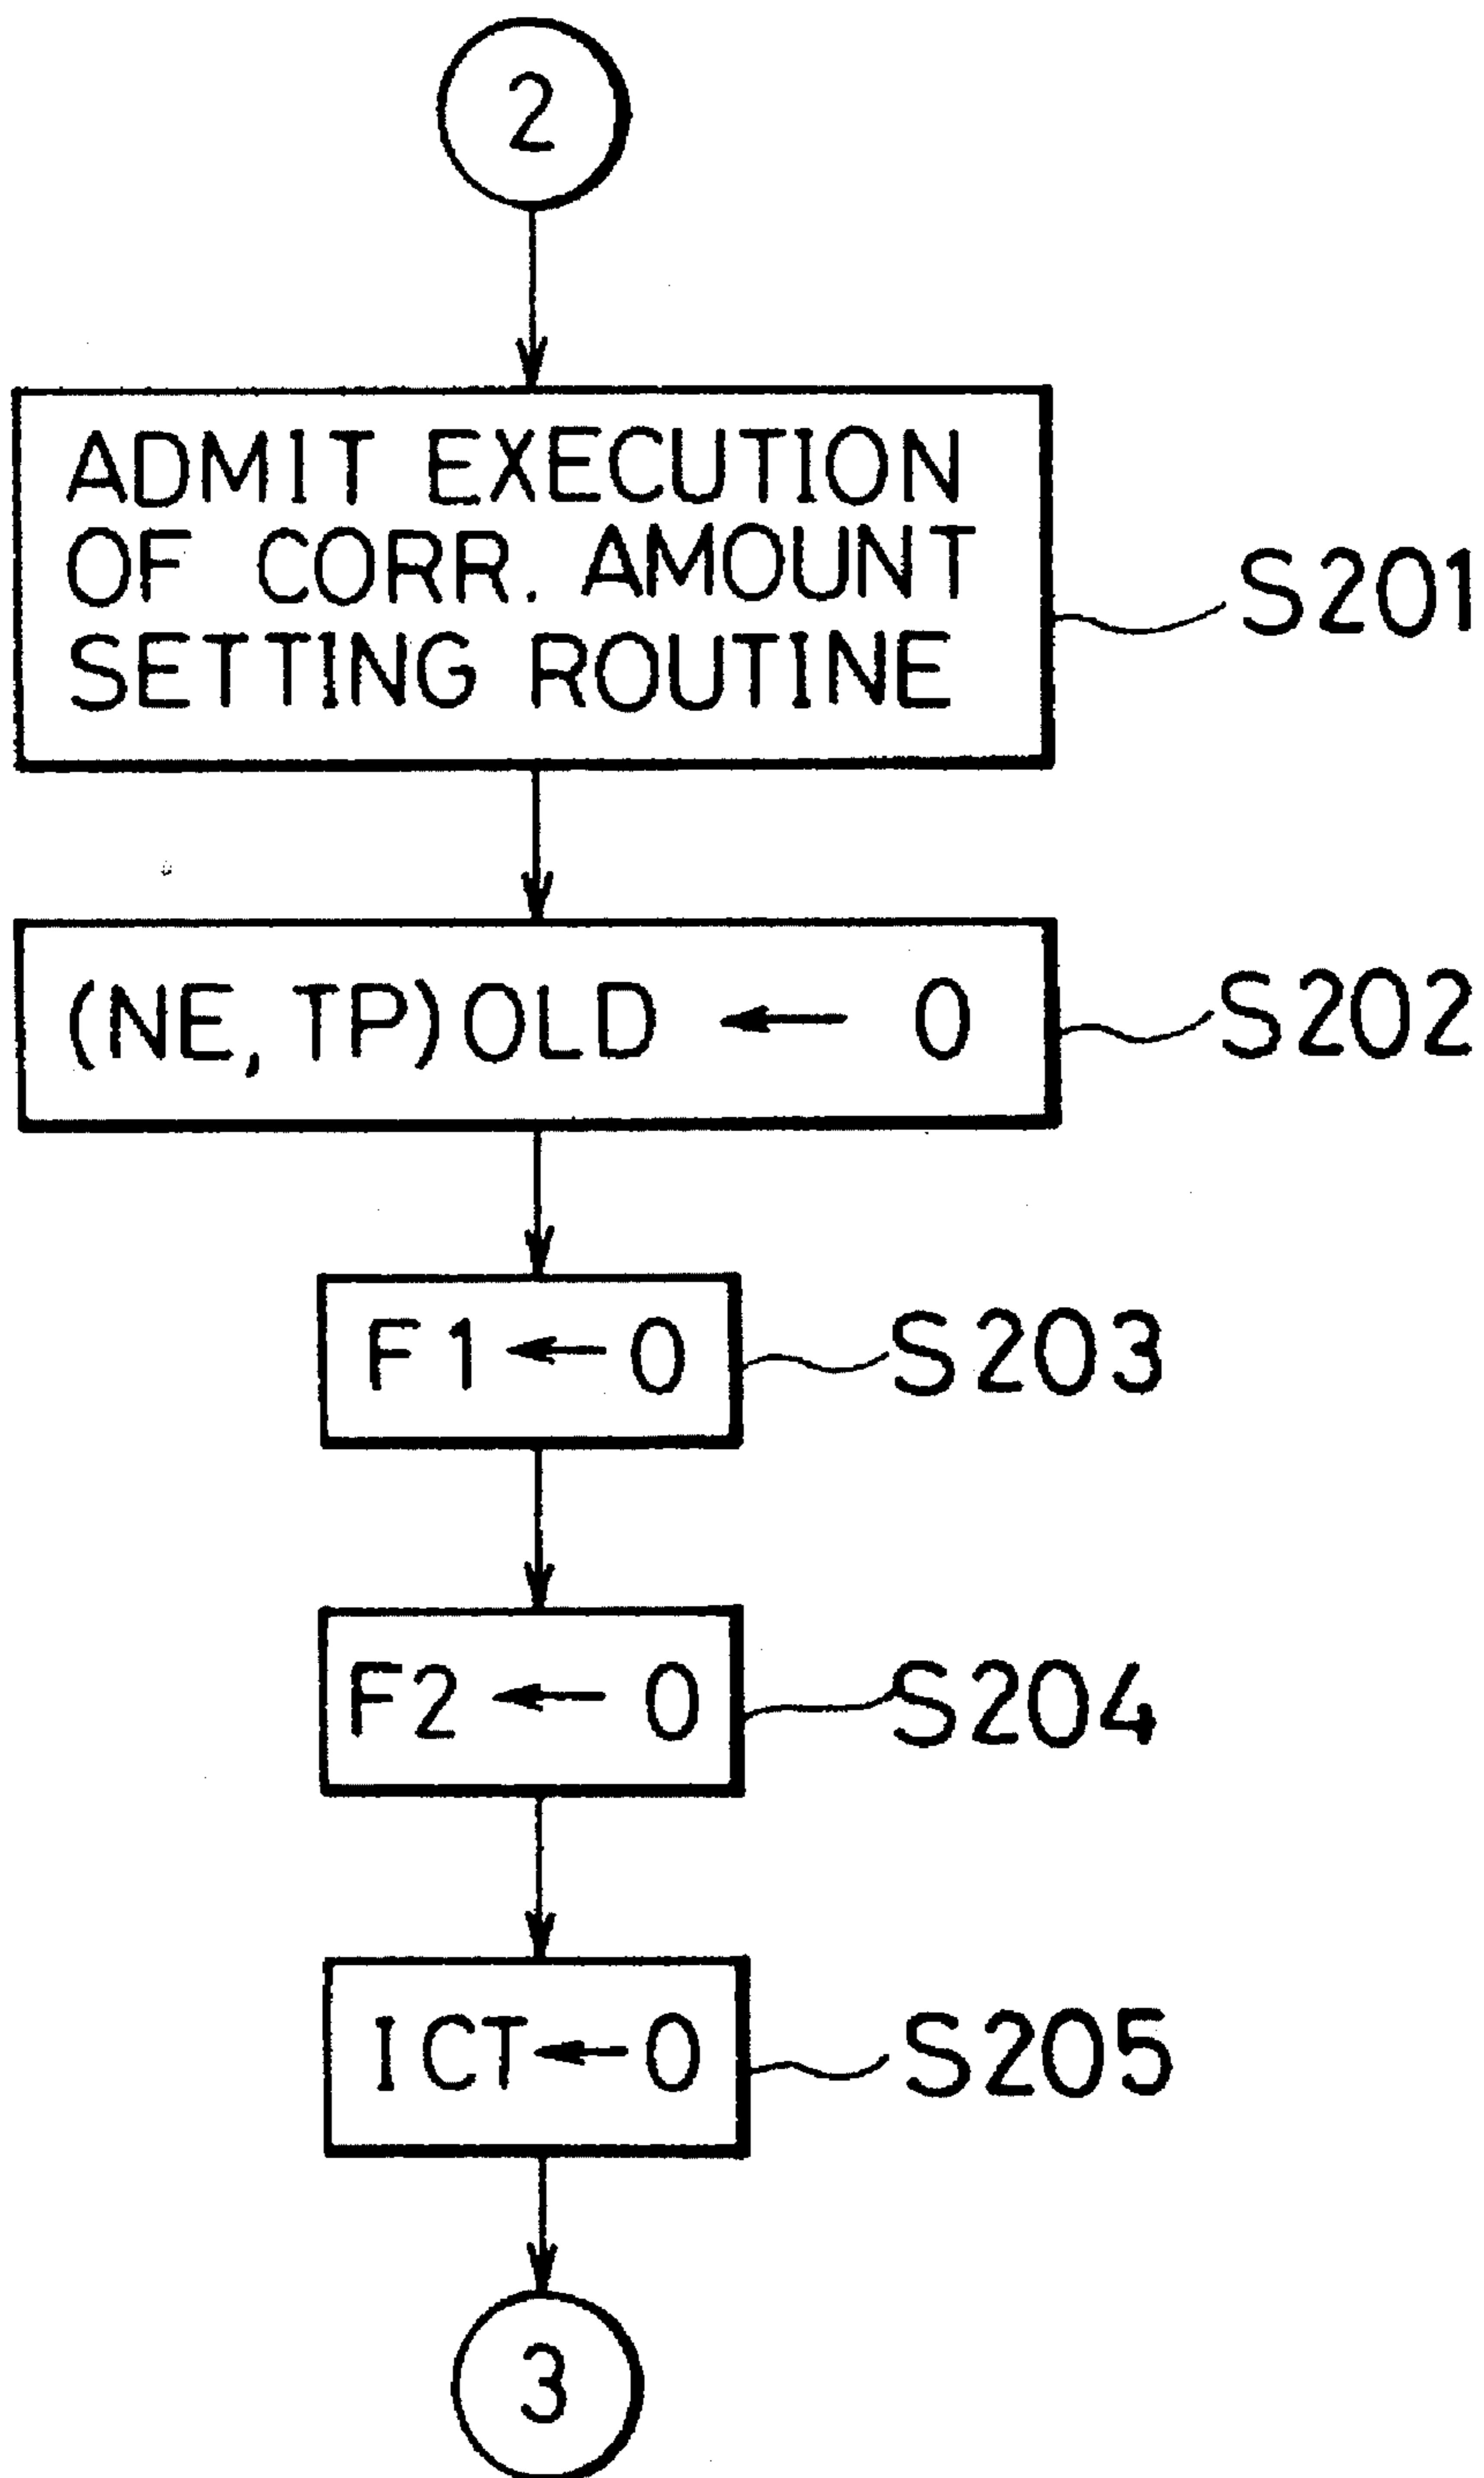 2
ADMIT EXECUTION
OF CORR. AMOUNT
SETTING ROUTINE
S201
(NE, TP)OLD ← 0
S202
F1 ← 0
S203
F2 ← 0
S204
ICT ← 0
S205
3